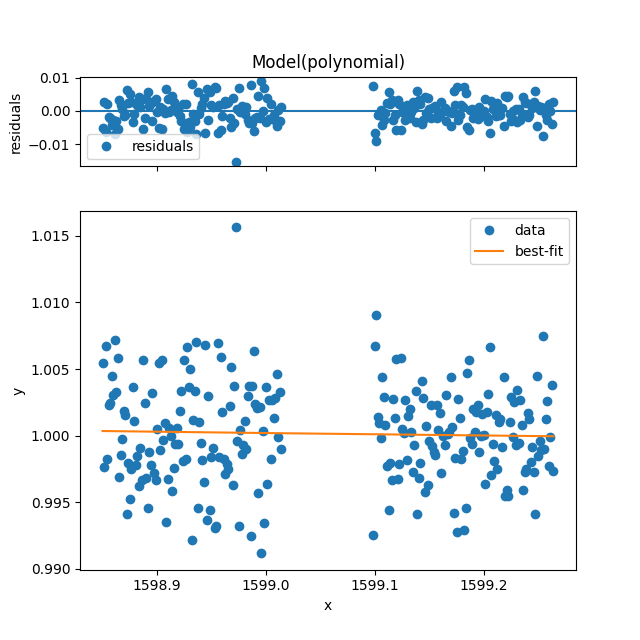 Model(polynomial)
0.01
0.00
−0.01
residuals
residuals
1.015
1.010
1.005
1.000
0.995
0.990
y
data
best-fit
1598.9 1599.0 1599.1 1599.2
x